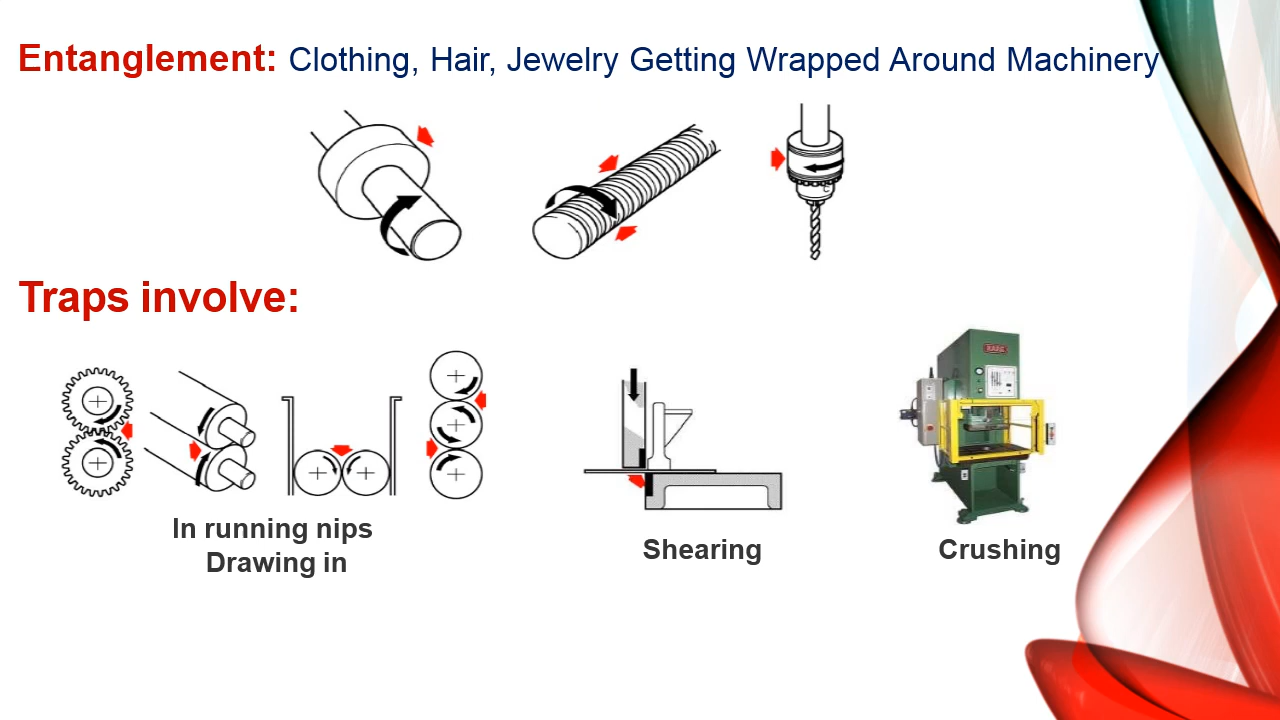 Entanglement: Clothing, Hair, Jewelry Getting Wrapped Around Machinery
Traps involve:
In running nips
Drawing in
Shearing
Crushing